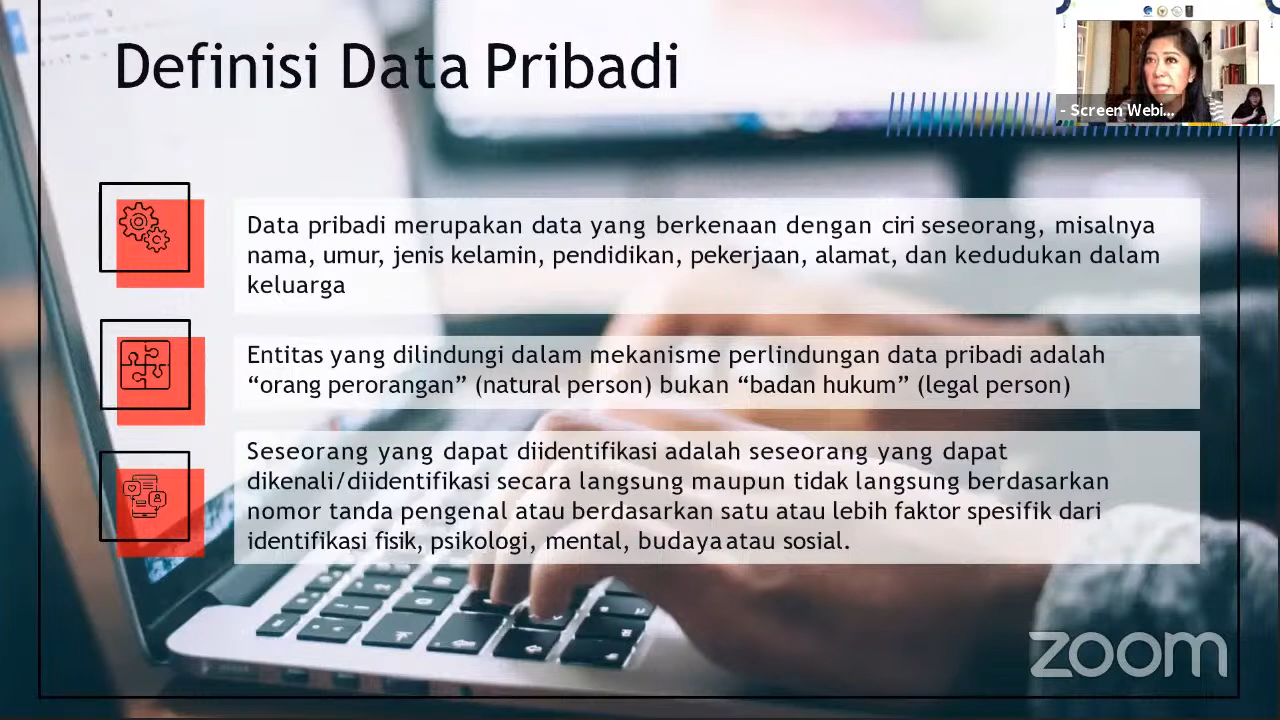 Definisi Data Pribadi
- Screen Webi...
Data pribadi merupakan data yang berkenaan dengan ciri seseorang, misalnya
nama, umur, jenis kelamin, pendidikan, pekerjaan, alamat, dan kedudukan dalam
keluarga
Entitas yang dilindungi dalam mekanisme perlindungan data pribadi adalah
“orang perorangan” (natural person) bukan “badan hukum” (legal person)
Seseorang yang dapat diidentifikasi adalah seseorang yang dapat
dikenali/diidentifikasi secara langsung maupun tidak langsung berdasarkan
nomor tanda pengenal atau berdasarkan satu atau lebih faktor spesifik dari
identifikasi fisik, psikologi, mental, budaya atau sosial.
zoom